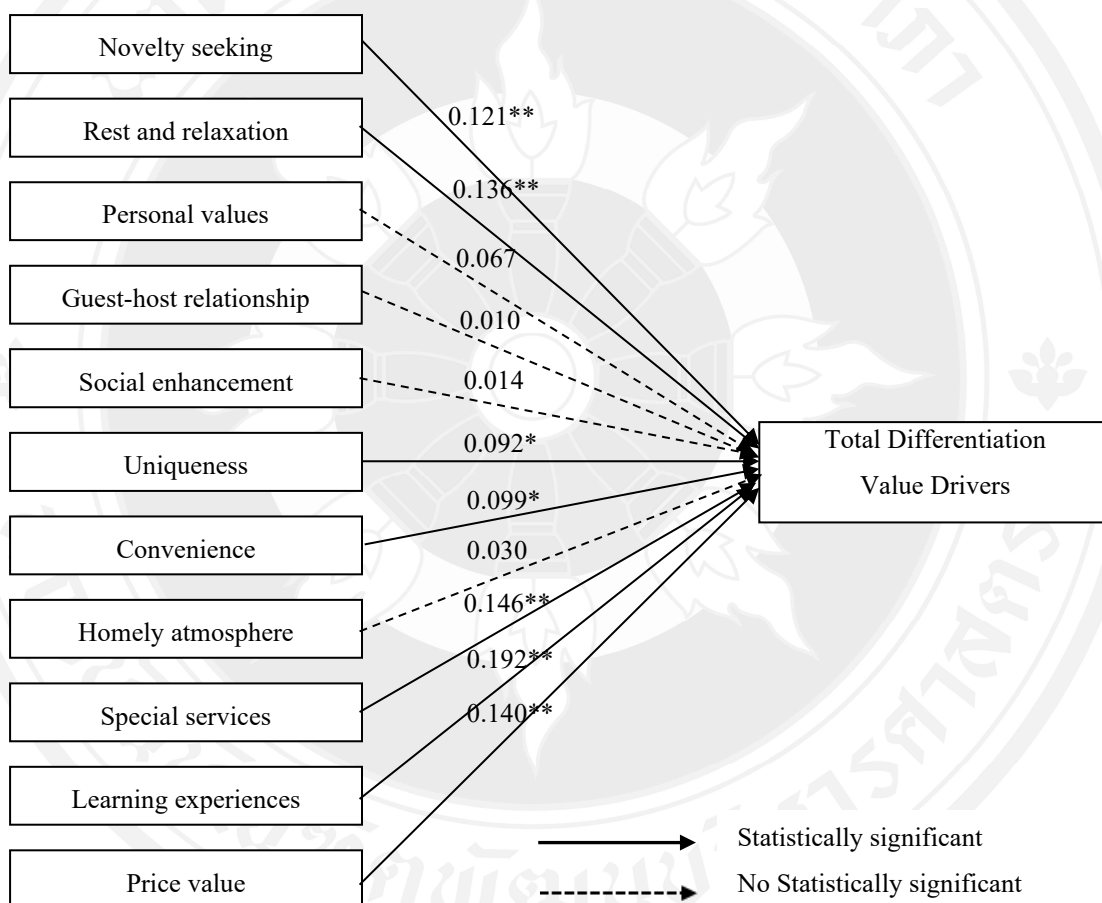 Novelty seeking
0.121**
Rest and relaxation
0.136**
Personal values
0.067
Guest-host relationship
0.010
Social enhancement
0.014
Uniqueness
0.092*
Total Differentiation
Value Drivers
Convenience
0.099*
0.030
Homely atmosphere
0.146**
0.192**
Special services
0.140**
Learning experiences
Price value
Statistically significant
No Statistically significant